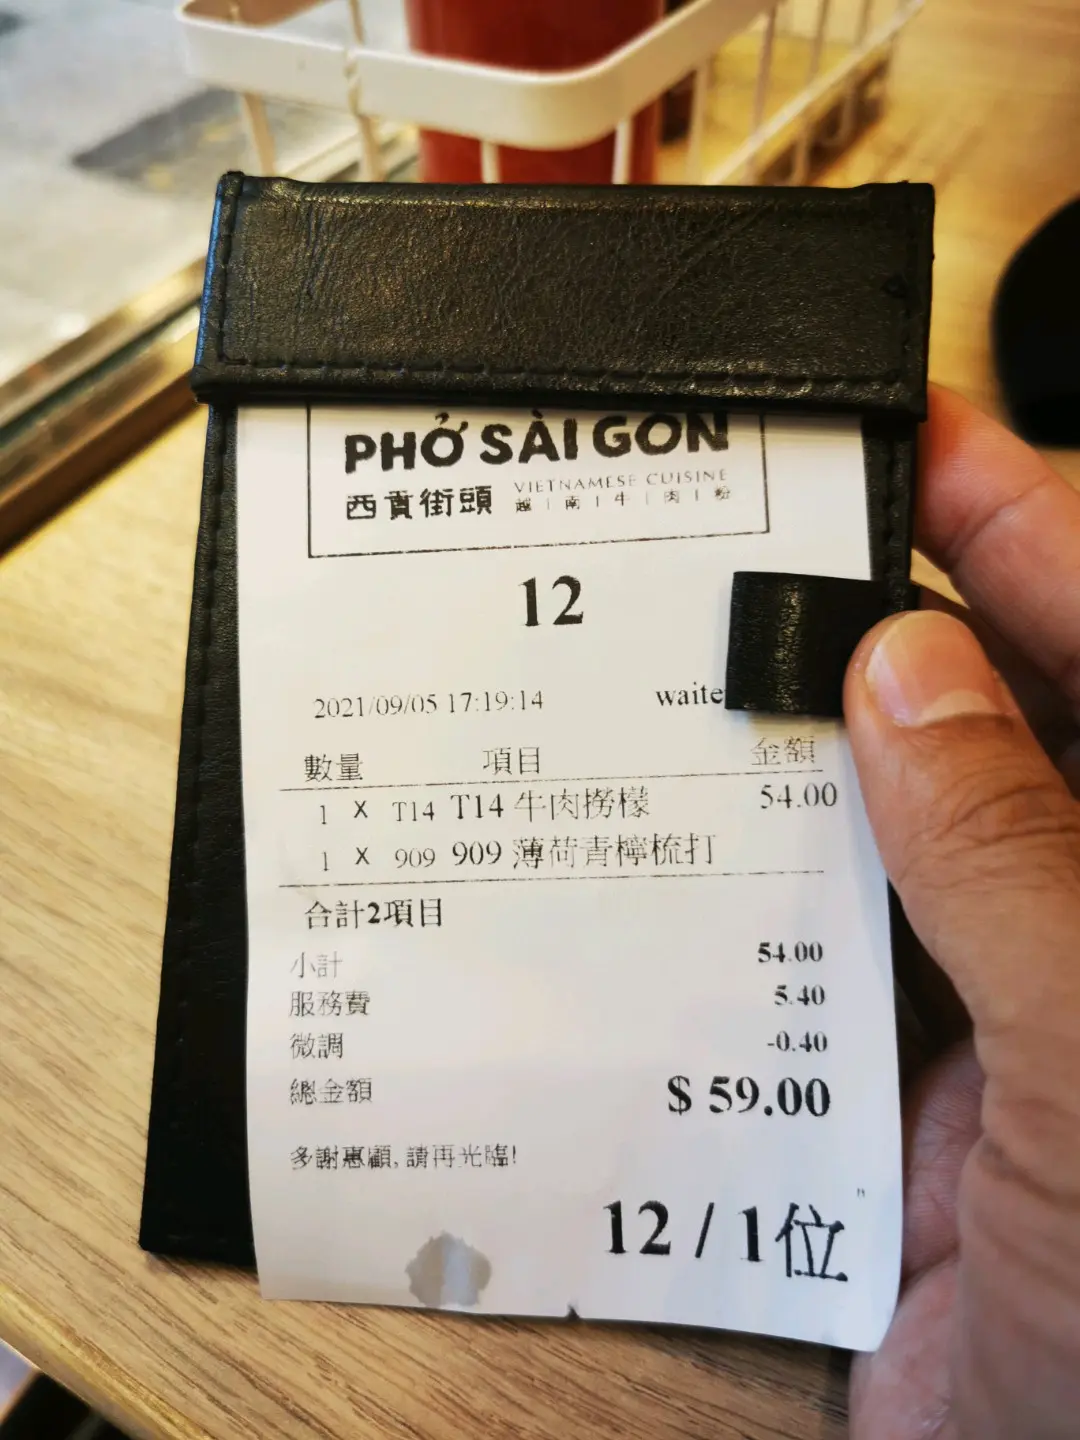 PHỞ SÀI GÒN
西貢街頭 VIETNAMESE CUISINE
越 | 南 | 牛 | 肉 | 粉
12
2021/09/05 17:19:14 waite
數量 項目 金額
1 X T14 T14 牛肉撈檬 54.00
1 X 909 909 薄荷青檸梳打
合計2項目
小計 54.00
服務費 5.40
微調 -0.40
總金額 $ 59.00
多謝惠顧, 請再光臨!
12 / 1位